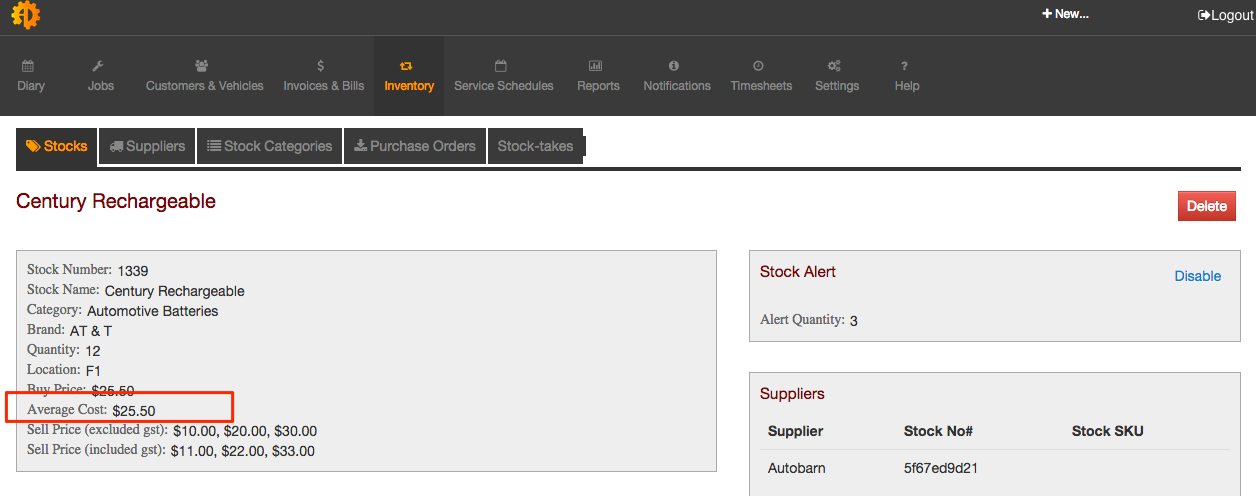 + New...
Logout
Diary
Jobs
Customers & Vehicles
$
Invoices & Bills
Inventory
Service Schedules
Reports
Notifications
Timesheets
Settings
?
Help
Stocks
Suppliers
Stock Categories
Purchase Orders
Stock-takes
Century Rechargeable
Delete
Stock Number: 1339
Stock Name: Century Rechargeable
Category: Automotive Batteries
Brand: AT & T
Quantity: 12
Location: F1
Buy Price: $25.50
Average Cost: $25.50
Sell Price (excluded gst): $10.00, $20.00, $30.00
Sell Price (included gst): $11.00, $22.00, $33.00
Stock Alert
Disable
Alert Quantity: 3
Suppliers
Supplier Stock No# Stock SKU
Autobarn 5f67ed9d21